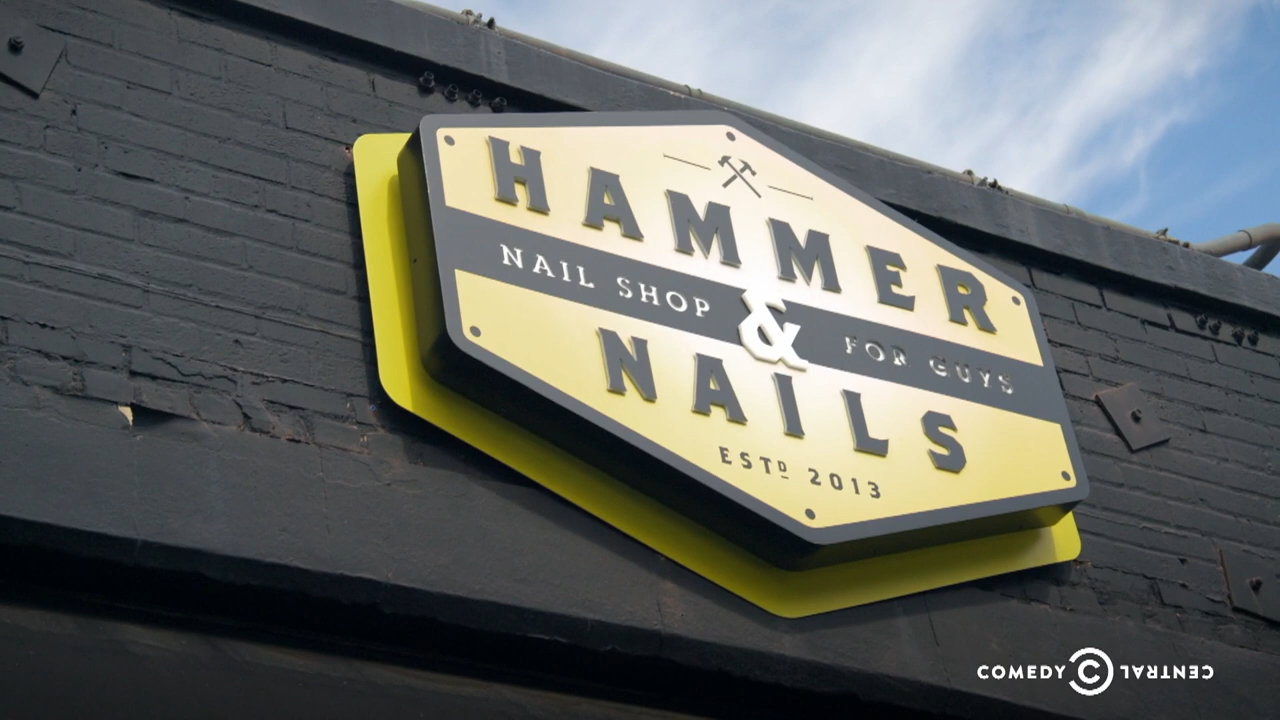 HAMMER
NAIL SHOP & FOR GUYS
NAILS
ESTD 2013
COMEDY C CENTRAL